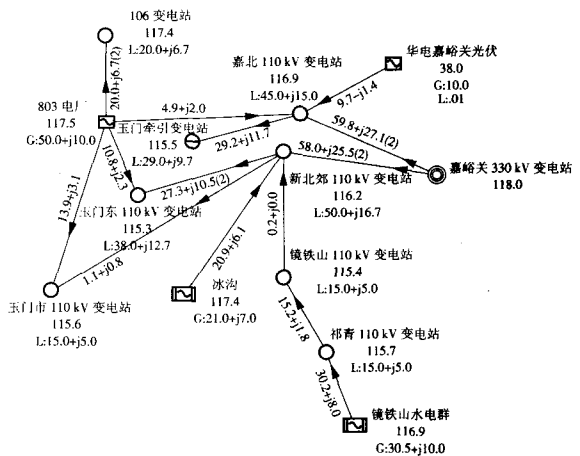 106 变电站
117.4
L:20.0+j6.7
20.0+j6.7(2)
803 电厂
117.5
G:50.0+j10.0
4.9+j2.0
嘉北 110 kV 变电站
116.9
L:45.0+j15.0
华电嘉峪关光伏
38.0
G:10.0
L:.01
9.7-j1.4
玉门牵引变电站
115.5
L:29.0+j9.7
29.2+j11.7
59.8+j27.1(2)
58.0+j25.5(2)
嘉峪关 330 kV 变电站
118.0
新北郊 110 kV 变电站
116.2
L:50.0+j16.7
10.8+j2.3
27.3+j10.5(2)
玉门东 110 kV 变电站
115.3
L:38.0+j12.7
13.9+j3.1
1.1+j0.8
玉门市 110 kV 变电站
115.6
L:15.0+j5.0
20.9+j6.1
冰沟
117.4
G:21.0+j7.0
0.2+j0.0
镜铁山 110 kV 变电站
115.4
L:15.0+j5.0
15.2+j1.8
祁青 110 kV 变电站
115.7
L:15.0+j5.0
30.2+j8.0
镜铁山水电群
116.9
G:30.5+j10.0